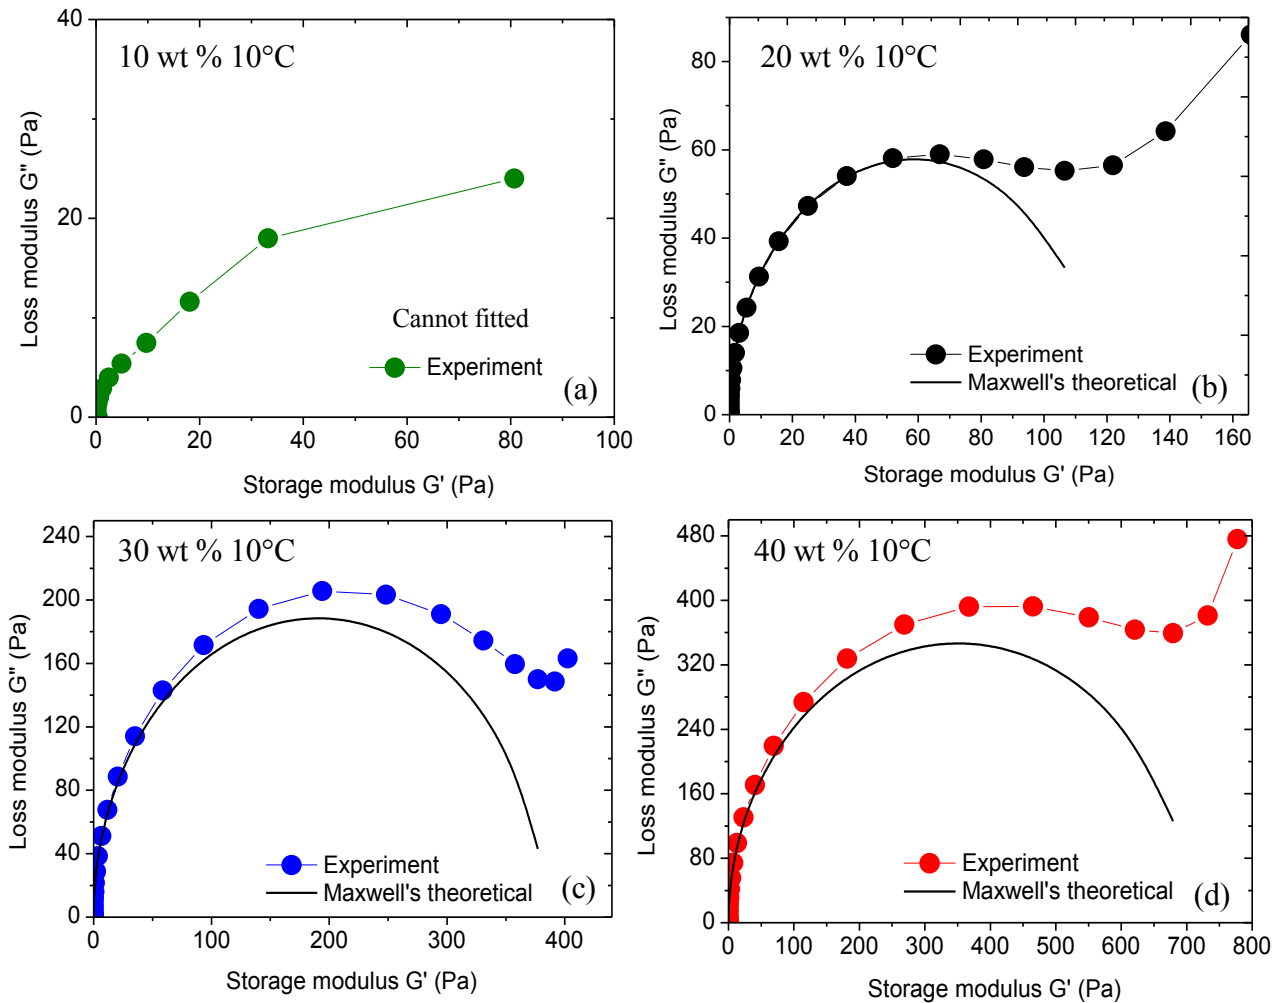 10 wt % 10°C
Loss modulus G" (Pa)
40
20
0
Cannot fitted
Experiment
(a)
0 20 40 60 80 100
Storage modulus G' (Pa)
20 wt % 10°C
Loss modulus G" (Pa)
80
60
40
20
0
Experiment
Maxwell's theoretical
(b)
0 20 40 60 80 100 120 140 160
Storage modulus G' (Pa)
30 wt % 10°C
Loss modulus G" (Pa)
240
200
160
120
80
40
0
Experiment
Maxwell's theoretical
(c)
0 100 200 300 400
Storage modulus G' (Pa)
40 wt % 10°C
Loss modulus G" (Pa)
480
400
320
240
160
80
0
Experiment
Maxwell's theoretical
(d)
0 100 200 300 400 500 600 700 800
Storage modulus G' (Pa)